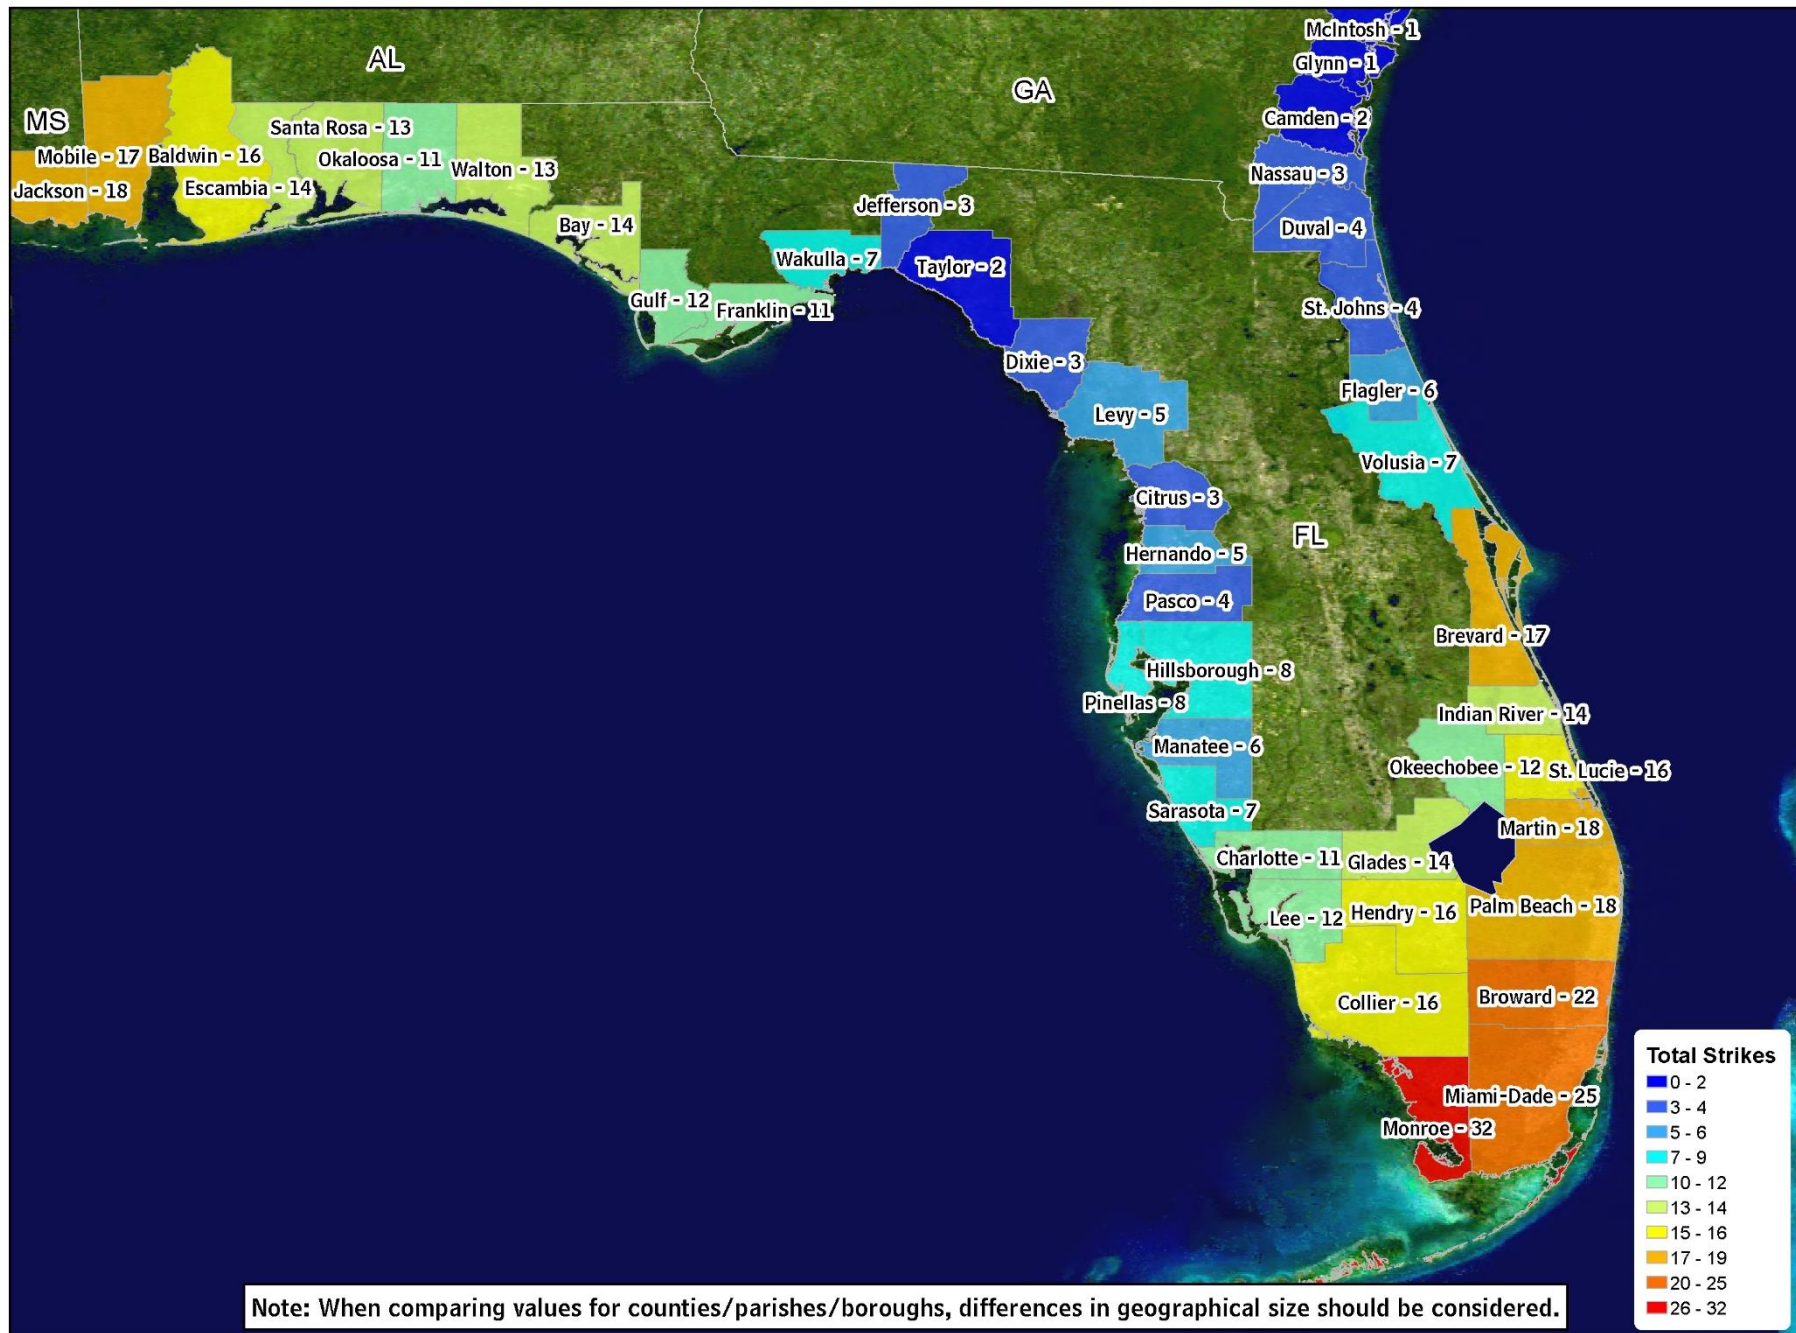 McIntosh - 1
Glynn - 1
AL
GA
Camden - 2
MS
Santa Rosa - 13
Mobile - 17
Baldwin - 16
Okaloosa - 11
Walton - 13
Nassau - 3
Jackson - 18
Escambia - 14
Jefferson - 3
Bay - 14
Duval - 4
Wakulla - 7
Taylor - 2
Gulf - 12
Franklin - 11
St. Johns - 4
Dixie - 3
Flagler - 6
Levy - 5
Volusia - 7
Citrus - 3
FL
Hernando - 5
Pasco - 4
Brevard - 17
Hillsborough - 8
Pinellas - 8
Indian River - 14
Manatee - 6
Okeechobee - 12
St. Lucie - 16
Sarasota - 7
Martin - 18
Charlotte - 11
Glades - 14
Palm Beach - 18
Lee - 12
Hendry - 16
Collier - 16
Broward - 22
Miami-Dade - 25
Monroe - 32
Total Strikes
0 - 2
3 - 4
5 - 6
7 - 9
10 - 12
13 - 14
15 - 16
17 - 19
20 - 25
26 - 32
Note: When comparing values for counties/parishes/boroughs, differences in geographical size should be considered.